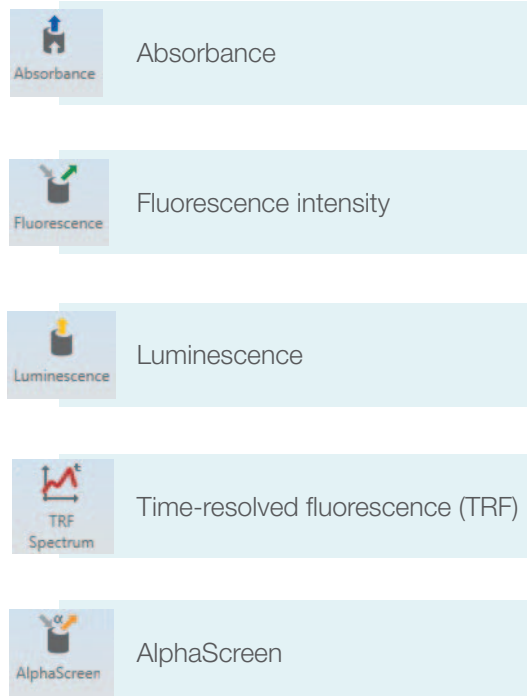 Absorbance
Absorbance
Fluorescence
Fluorescence intensity
Luminescence
Luminescence
t
TRF
Spectrum
Time-resolved fluorescence (TRF)
α
AlphaScreen
AlphaScreen